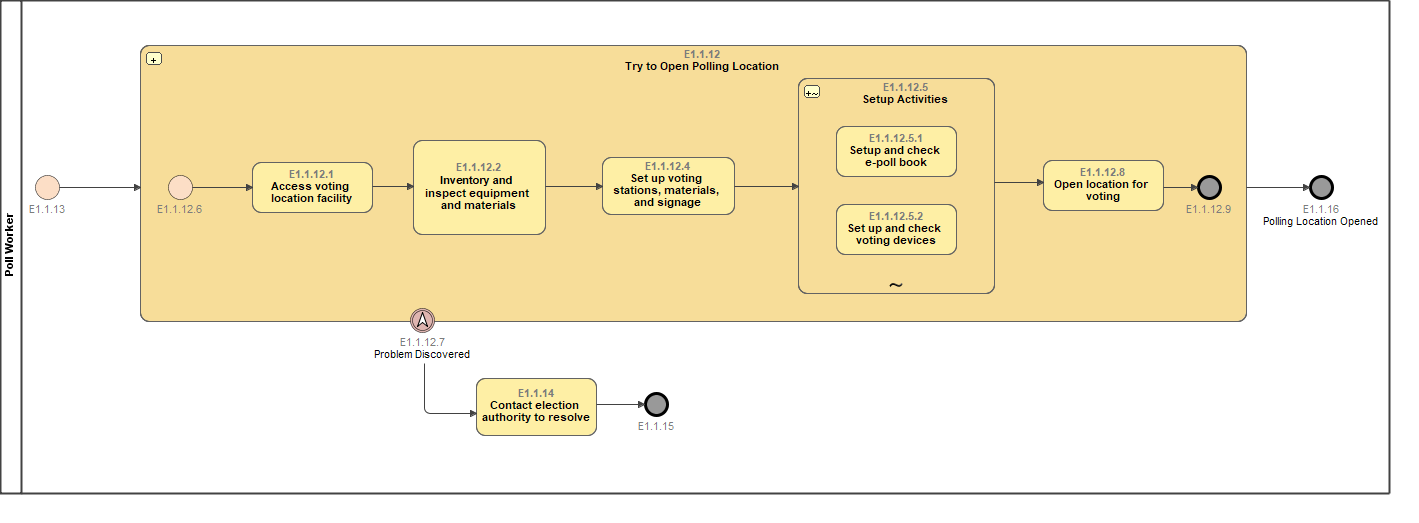 Poll Worker
E1.1.12
Try to Open Polling Location
E1.1.13
E1.1.12.6
E1.1.12.1
Access voting
location facility
E1.1.12.2
Inventory and
inspect equipment
and materials
E1.1.12.4
Set up voting
stations, materials,
and signage
E1.1.12.5
Setup Activities
E1.1.12.5.1
Setup and check
e-poll book
E1.1.12.5.2
Set up and check
voting devices
~
E1.1.12.8
Open location for
voting
E1.1.12.9
E1.1.16
Polling Location Opened
E1.1.12.7
Problem Discovered
E1.1.14
Contact election
authority to resolve
E1.1.15